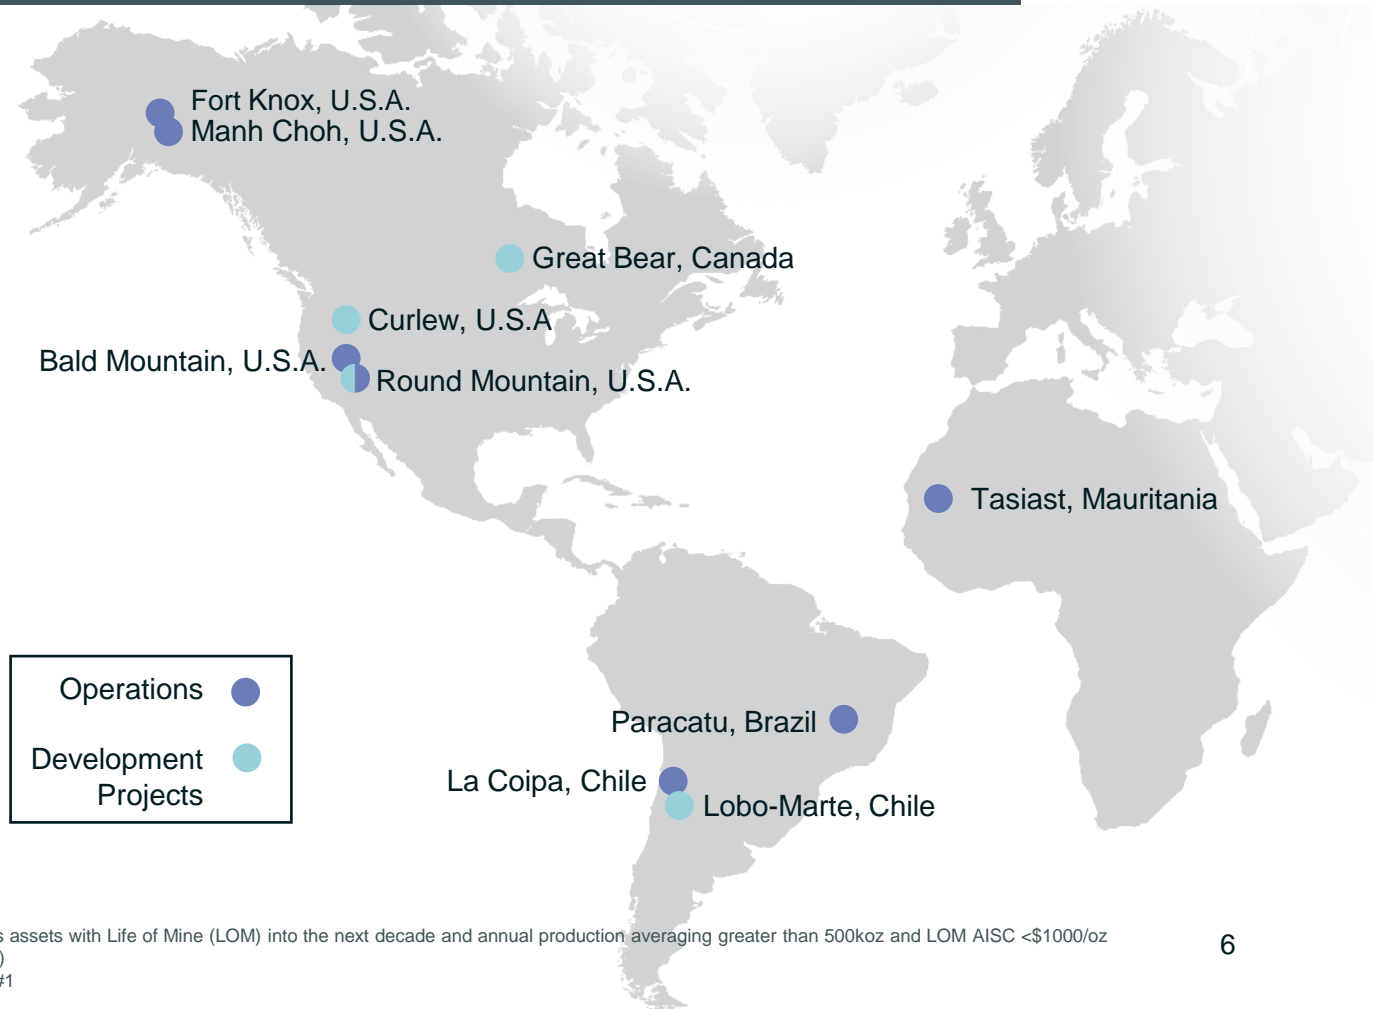 Fort Knox, U.S.A.
Manh Choh, U.S.A.
Great Bear, Canada
Curlew, U.S.A
Bald Mountain, U.S.A.
Round Mountain, U.S.A.
Tasiast, Mauritania
Operations
Development
Projects
Paracatu, Brazil
La Coipa, Chile
Lobo-Marte, Chile
assets with Life of Mine (LOM) into the next decade and annual production averaging greater than 500koz and LOM AISC <$1000/oz
)
#1
6